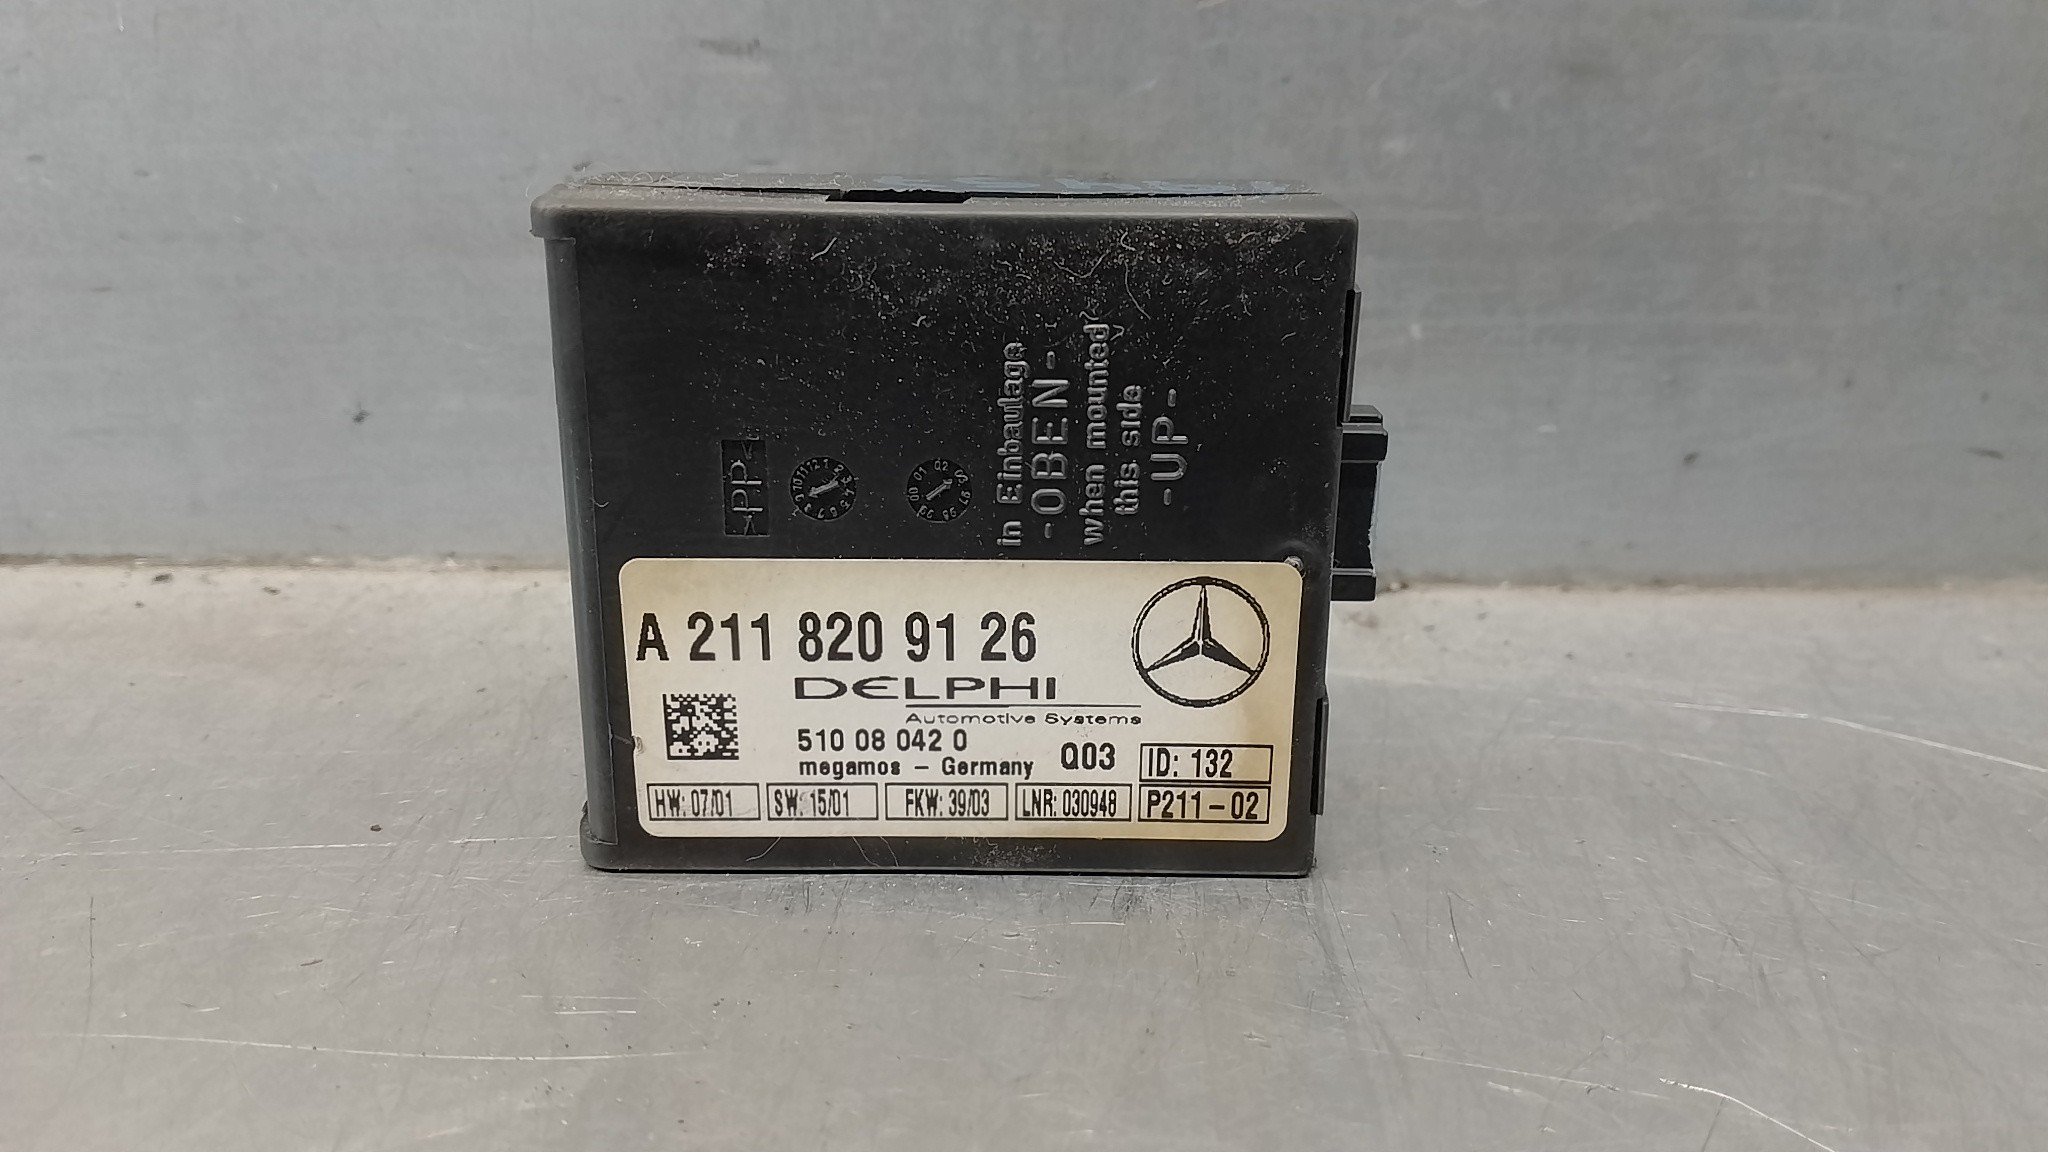 in Einbaulage
-OBEN-
when mounted
this side
-UP-
>PP<
A 211 820 91 26
DELPHI
Automotive Systems
510 08 042 0
megamos - Germany
Q03
ID: 132
HW: 07/01
SW: 15/01
FKW: 39/03
LNR: 030948
P211-02